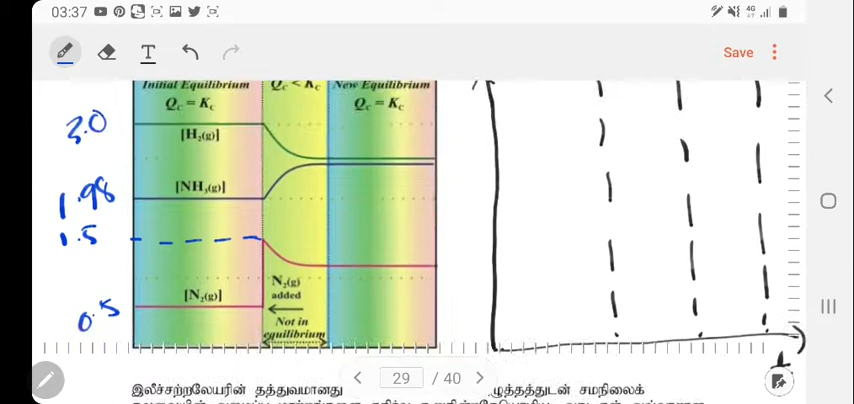 03:37
4G
T
Save
Initial Equilibrium Qc < Kc New Equilibrium
Qc = Kc Qc = Kc
3.0
[H₂(g)]
1.98
[NH₃(g)]
1.5
N₂(g)
added
[N₂(g)]
0.5
Not in
equilibrium
t
29 / 40
இலீச்சற்றலேயரின் தத்துவமானது ழுத்தத்துடன் சமநிலைக்